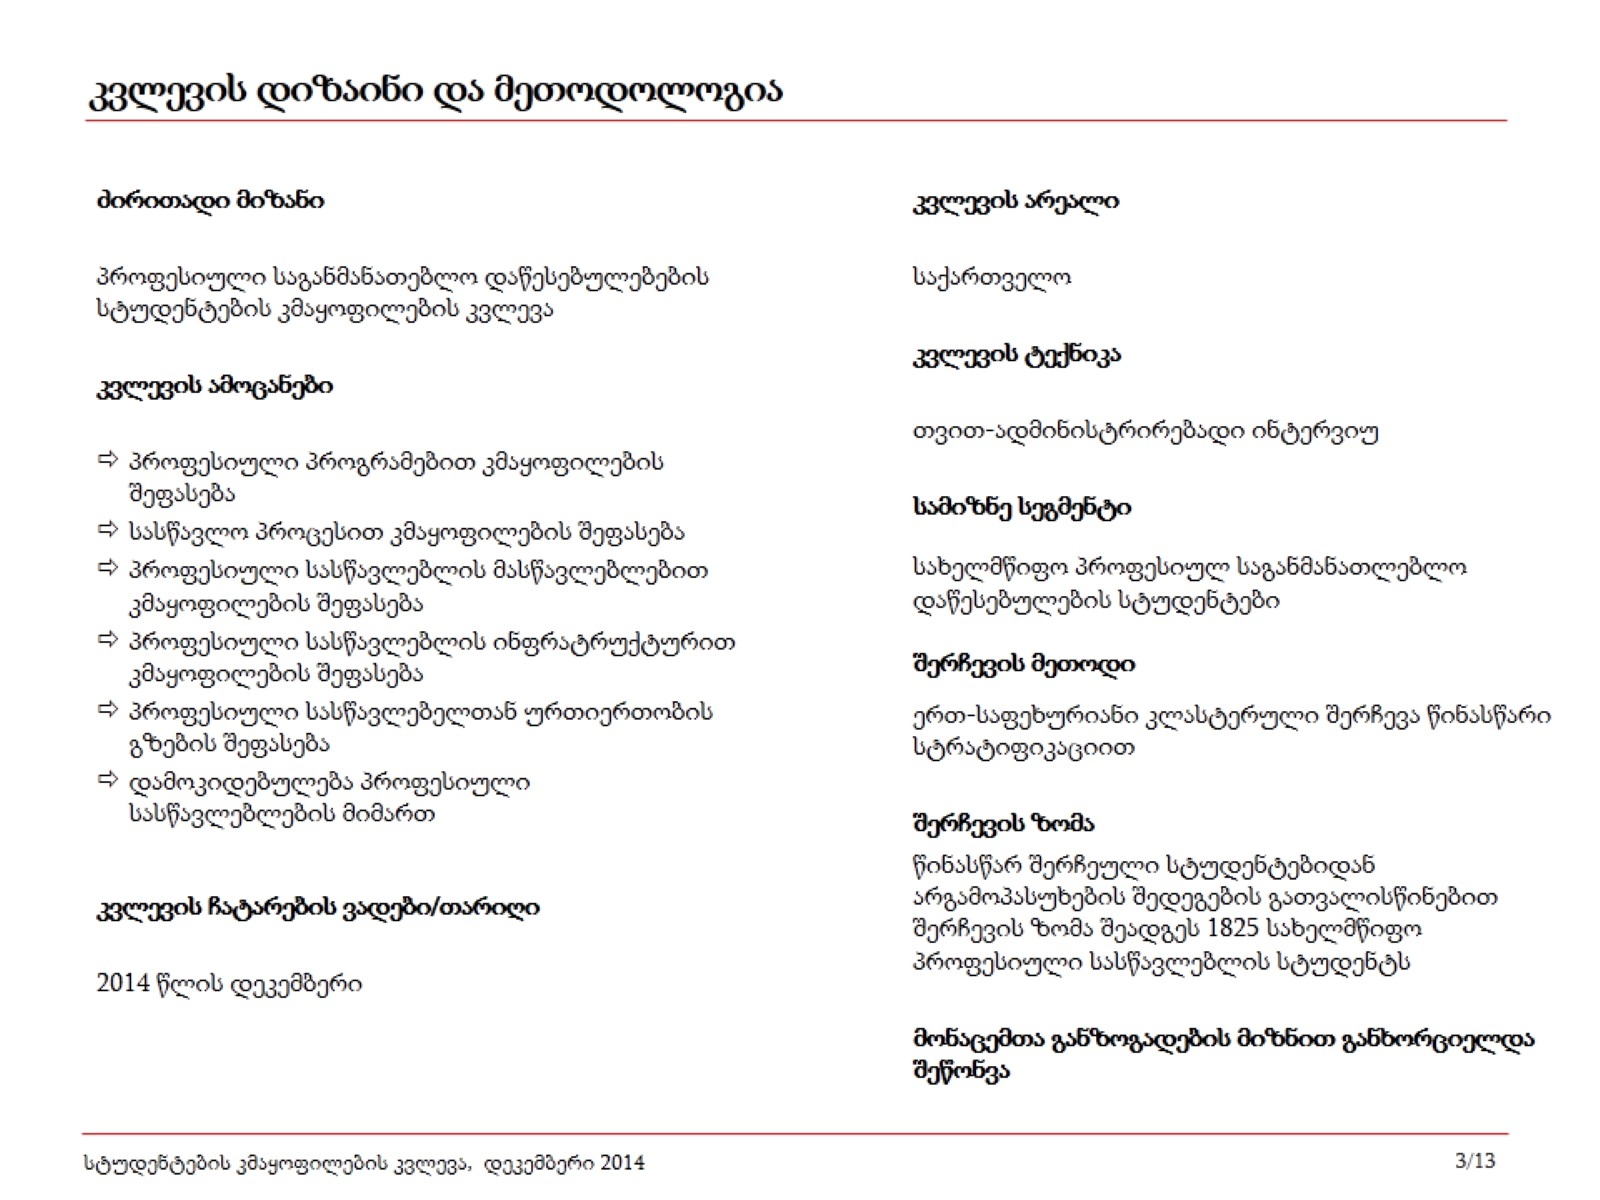 კვლევის დიზაინი და მეთოდოლოგია
ძირითადი მიზანი
პროფესიული საგანმანათებლო დაწესებულებების
სტუდენტების კმაყოფილების კვლევა
კვლევის ამოცანები
⇨ პროფესიული პროგრამებით კმაყოფილების
შეფასება
⇨ სასწავლო პროცესით კმაყოფილების შეფასება
⇨ პროფესიული სასწავლებლის მასწავლებლებით
კმაყოფილების შეფასება
⇨ პროფესიული სასწავლებლის ინფრატრუქტურით
კმაყოფილების შეფასება
⇨ პროფესიული სასწავლებელთან ურთიერთობის
გზების შეფასება
⇨ დამოკიდებულება პროფესიული
სასწავლებლების მიმართ
კვლევის ჩატარების ვადები/თარიღი
2014 წლის დეკემბერი
კვლევის არეალი
საქართველო
კვლევის ტექნიკა
თვით-ადმინისტრირებადი ინტერვიუ
სამიზნე სეგმენტი
სახელმწიფო პროფესიულ საგანმანათლებლო
დაწესებულების სტუდენტები
შერჩევის მეთოდი
ერთ-საფეხურიანი კლასტერული შერჩევა წინასწარი
სტრატიფიკაციით
შერჩევის ზომა
წინასწარ შერჩეული სტუდენტებიდან
არგამოპასუხების შედეგების გათვალისწინებით
შერჩევის ზომა შეადგეს 1825 სახელმწიფო
პროფესიული სასწავლებლის სტუდენტს
მონაცემთა განზოგადების მიზნით განხორციელდა
შეწონვა
სტუდენტების კმაყოფილების კვლევა, დეკემბერი 2014
3/13